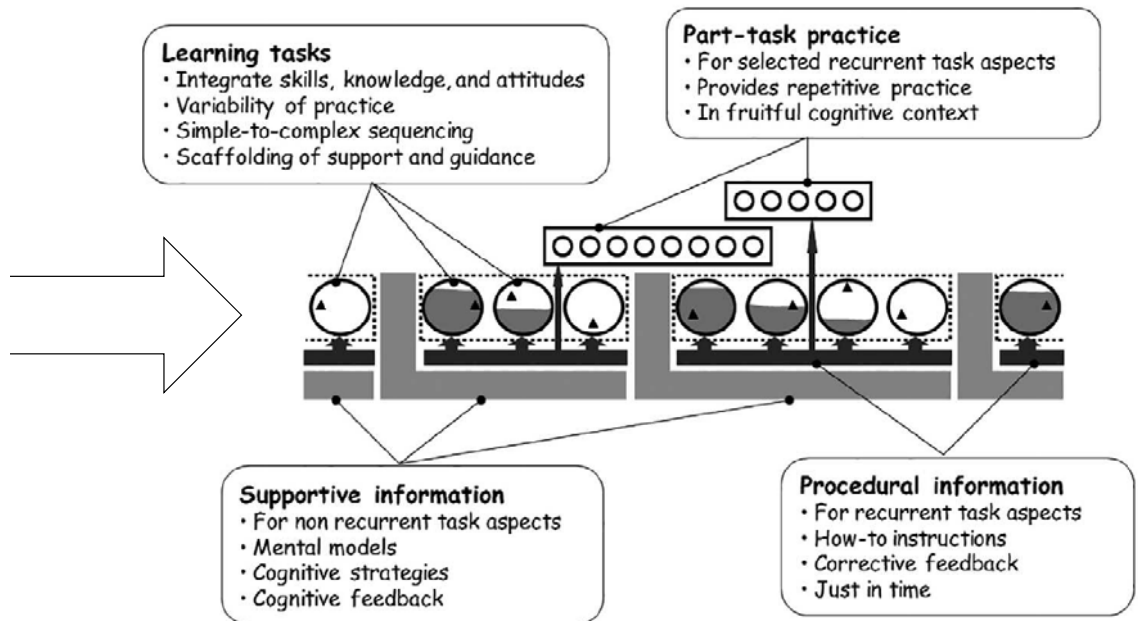 Learning tasks
· Integrate skills, knowledge, and attitudes
· Variability of practice
· Simple-to-complex sequencing
· Scaffolding of support and guidance
Part-task practice
· For selected recurrent task aspects
· Provides repetitive practice
· In fruitful cognitive context
Supportive information
· For non recurrent task aspects
· Mental models
· Cognitive strategies
· Cognitive feedback
Procedural information
· For recurrent task aspects
· How-to instructions
· Corrective feedback
· Just in time